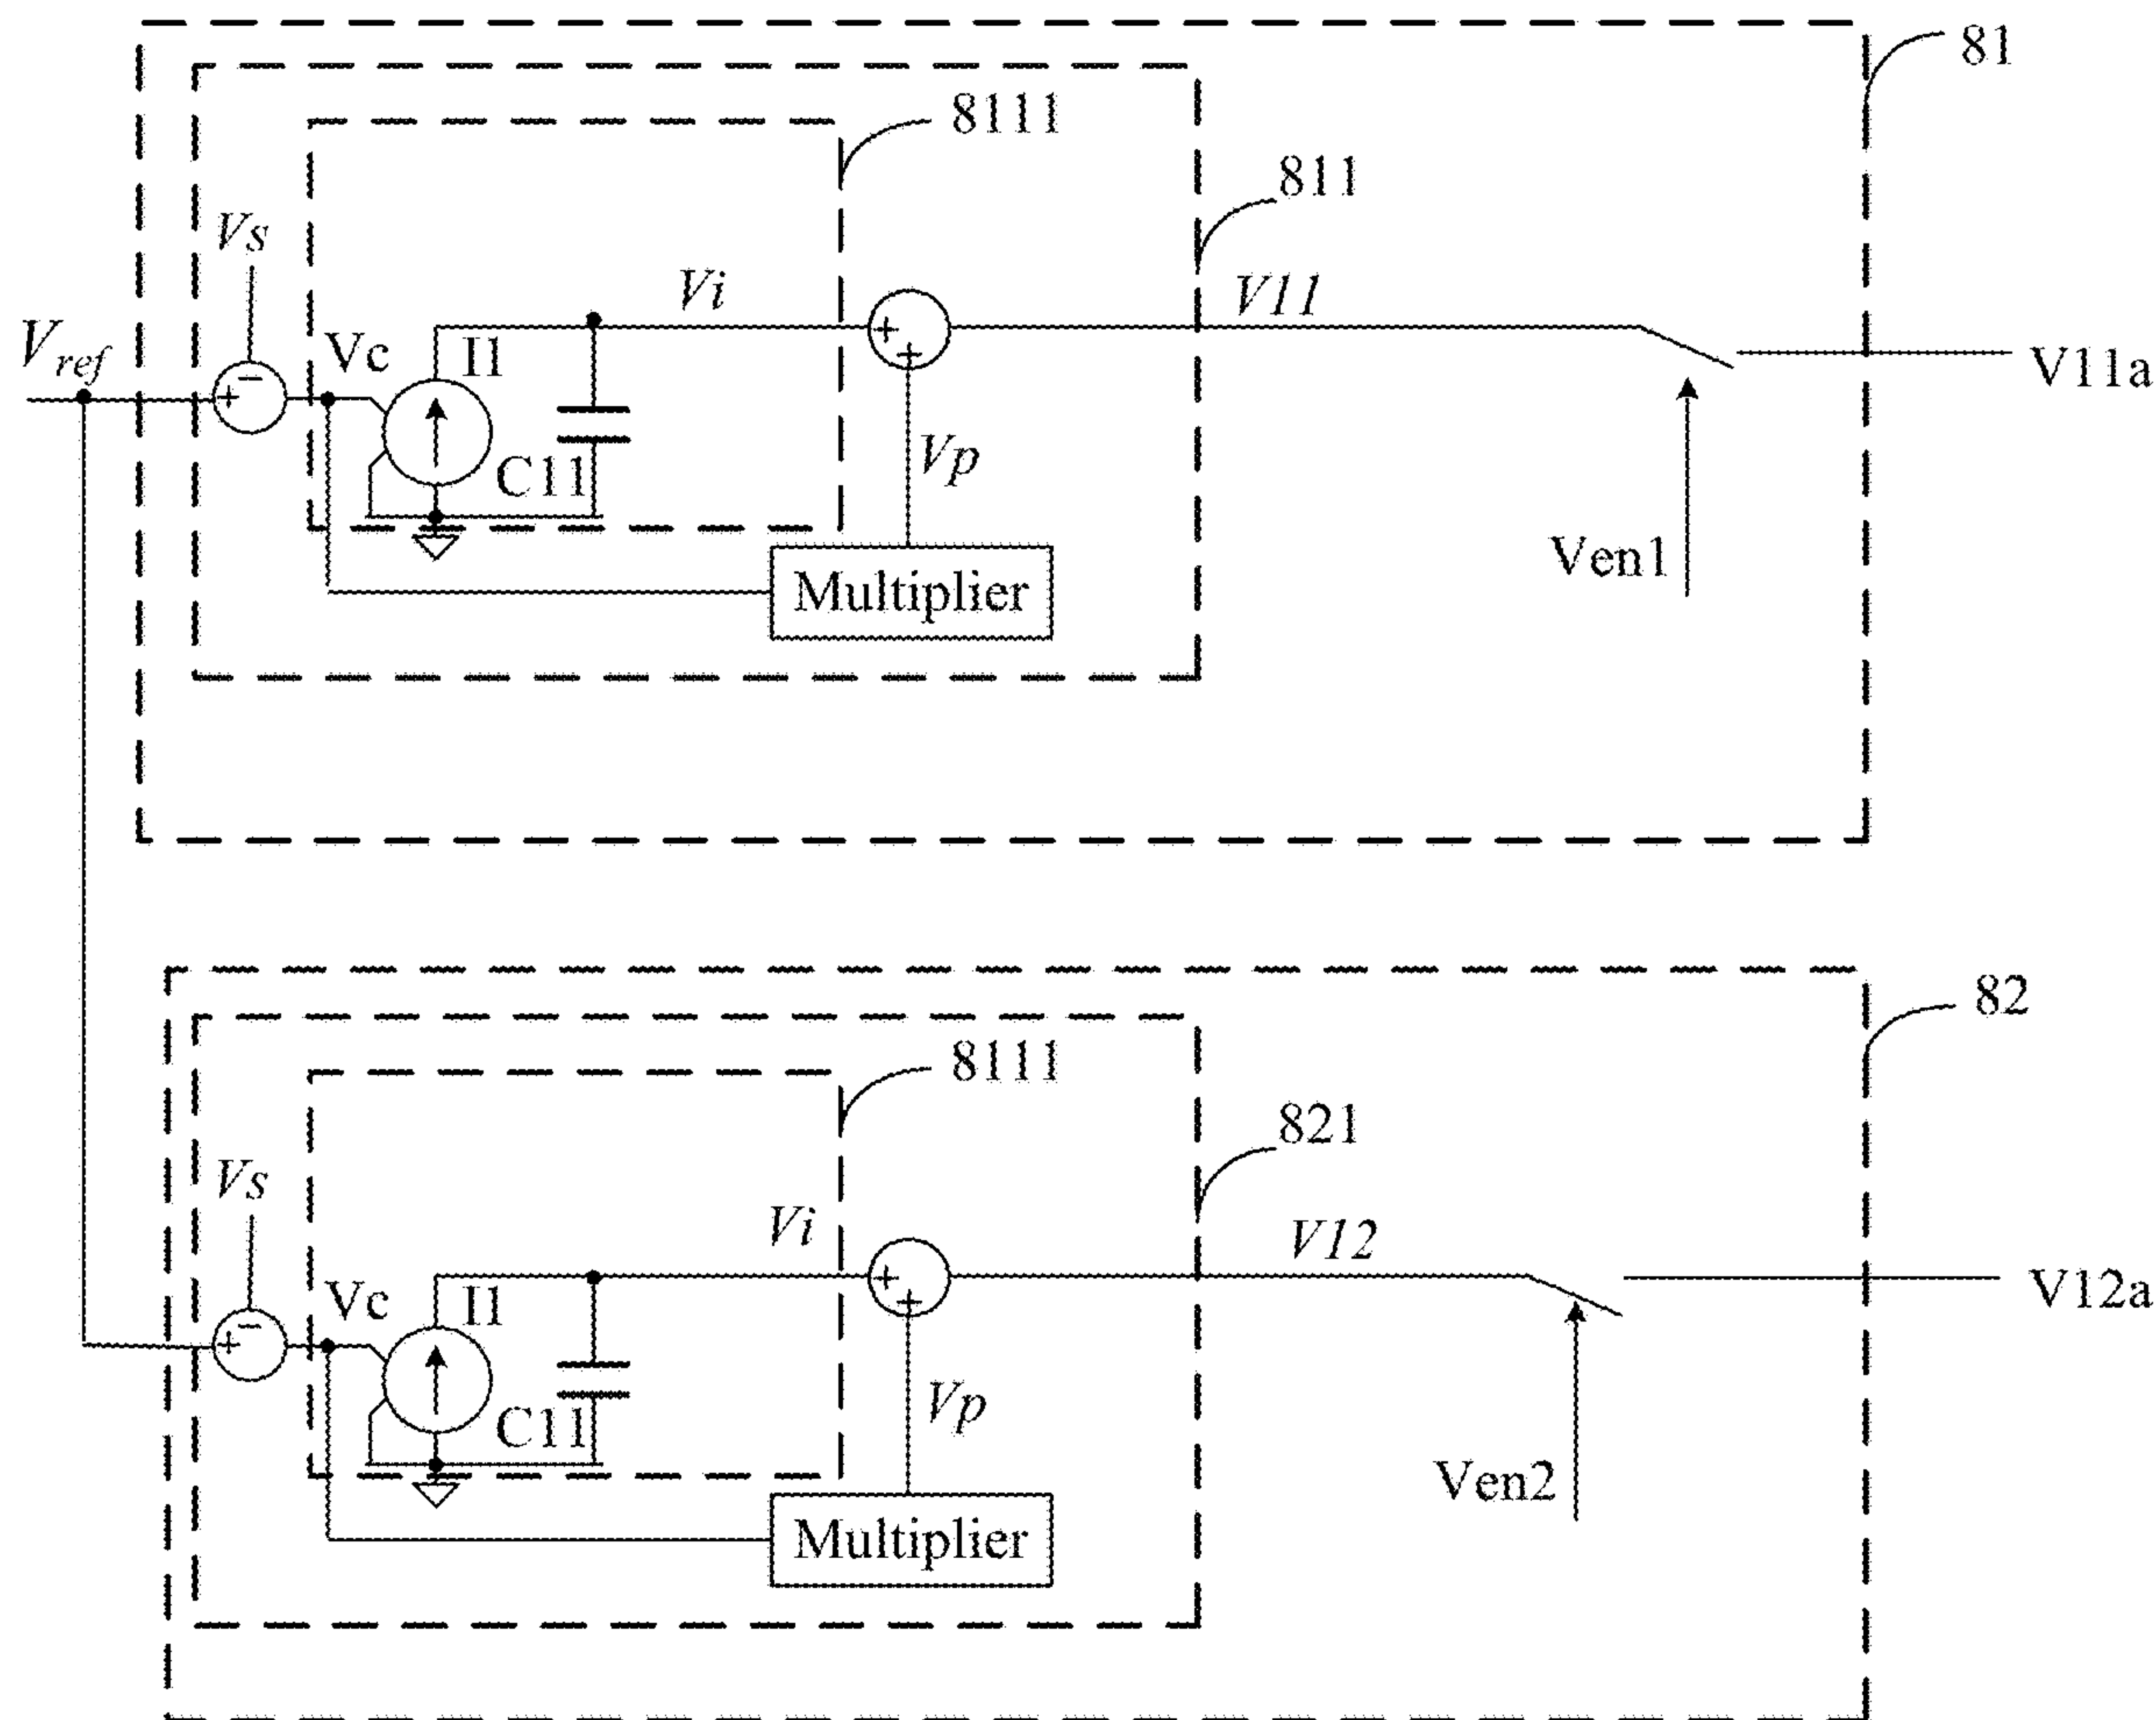 81
8111
811
Vs
Vi
V11
Vref
Vc
I1
V11a
C11
Vp
Ven1
Multiplier
82
8111
821
Vs
Vi
V12
Vc
I1
V12a
C11
Vp
Ven2
Multiplier